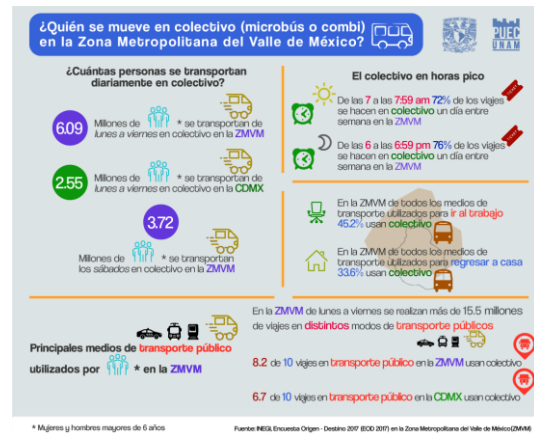 ¿Quién se mueve en colectivo (microbús o combi)
en la Zona Metropolitana del Valle de México?
PUEC
UNAM
¿Cuántas personas se transportan
diariamente en colectivo?
6.09
Millones de * se transportan de
lunes a viernes en colectivo en la ZMVM
2.55
Millones de * se transportan de
lunes a viernes en colectivo en la CDMX
3.72
Millones de * se transportan
los sábados en colectivo en la ZMVM
El colectivo en horas pico
De las 7 a las 7:59 am 72% de los viajes
se hacen en colectivo un día entre
semana en la ZMVM
De las 6 a las 6:59 pm 76% de los viajes
se hacen en colectivo un día entre
semana en la ZMVM
En la ZMVM de todos los medios de
transporte utilizados para ir al trabajo
45.2% usan colectivo
En la ZMVM de todos los medios de
transporte utilizados para regresar a casa
33.6% usan colectivo
Principales medios de transporte público
utilizados por * en la ZMVM
En la ZMVM de lunes a viernes se realizan más de 15.5 millones
de viajes en distintos modos de transporte públicos
8.2 de 10 viajes en transporte público en la ZMVM usan colectivo
6.7 de 10 viajes en transporte público en la CDMX usan colectivo
* Mujeres y hombres mayores de 6 años
Fuente: INEGI, Encuesta Origen - Destino 2017 (EOD 2017) en la Zona Metropolitana del Valle de México (ZMVM)